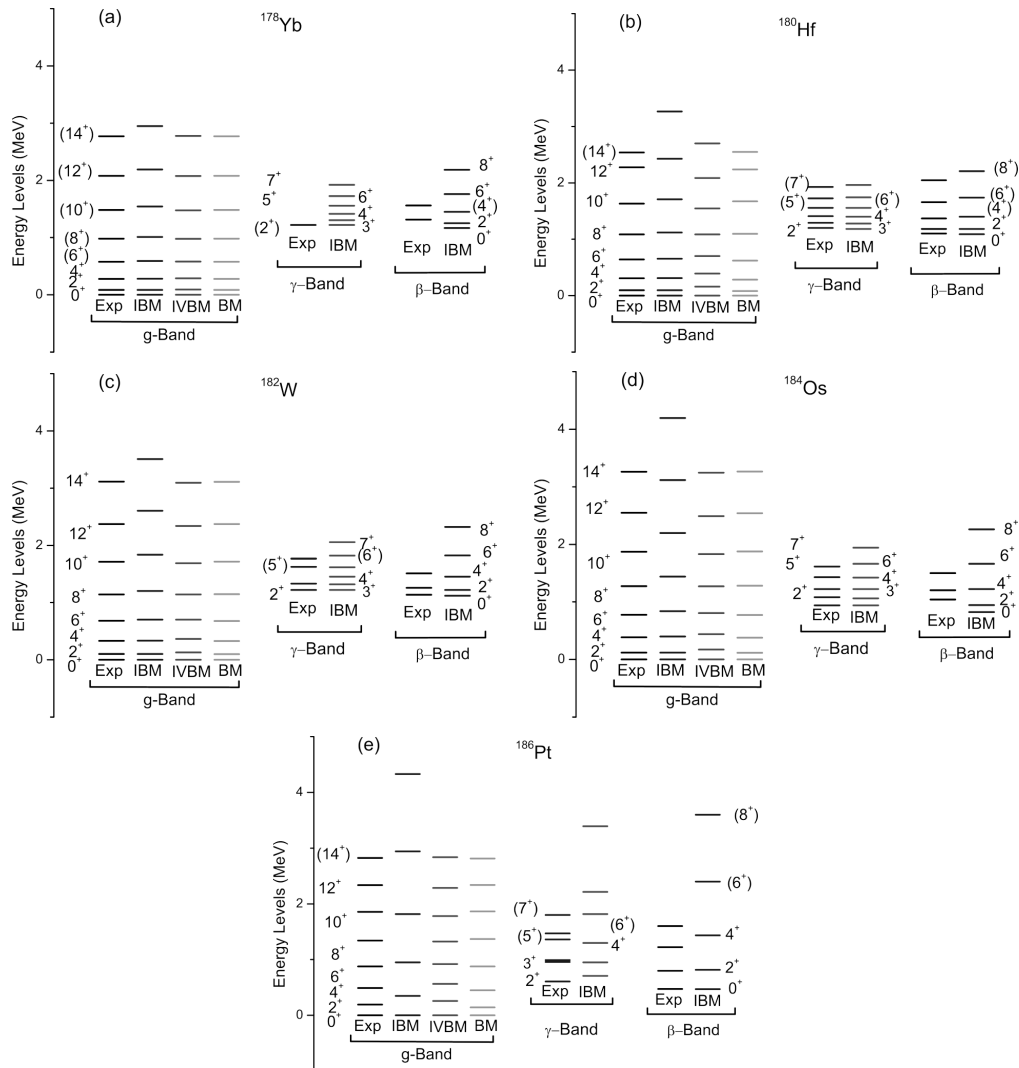 (a)
¹⁷⁸Yb
Energy Levels (MeV)
4
2
0
(14⁺)
(12⁺)
(10⁺)
(8⁺)
(6⁺)
4⁺
2⁺
0⁺
Exp IBM IVBM BM
g-Band
7⁺
5⁺
(2⁺)
6⁺
4⁺
3⁺
Exp IBM
γ-Band
8⁺
6⁺
(4⁺)
2⁺
0⁺
Exp IBM
β-Band
(b)
¹⁸⁰Hf
Energy Levels (MeV)
4
2
0
(14⁺)
12⁺
10⁺
8⁺
6⁺
4⁺
2⁺
0⁺
Exp IBM IVBM BM
g-Band
(7⁺)
(5⁺)
2⁺
(6⁺)
4⁺
3⁺
Exp IBM
γ-Band
(8⁺)
(6⁺)
(4⁺)
2⁺
0⁺
Exp IBM
β-Band
(c)
¹⁸²W
Energy Levels (MeV)
4
2
0
14⁺
12⁺
10⁺
8⁺
6⁺
4⁺
2⁺
0⁺
Exp IBM IVBM BM
g-Band
(5⁺)
2⁺
7⁺
(6⁺)
4⁺
3⁺
Exp IBM
γ-Band
8⁺
6⁺
4⁺
2⁺
0⁺
Exp IBM
β-Band
(d)
¹⁸⁴Os
Energy Levels (MeV)
4
2
0
14⁺
12⁺
10⁺
8⁺
6⁺
4⁺
2⁺
0⁺
Exp IBM IVBM BM
g-Band
7⁺
5⁺
2⁺
6⁺
4⁺
3⁺
Exp IBM
γ-Band
8⁺
6⁺
4⁺
2⁺
0⁺
Exp IBM
β-Band
(e)
¹⁸⁶Pt
Energy Levels (MeV)
4
2
0
(14⁺)
12⁺
10⁺
8⁺
6⁺
4⁺
2⁺
0⁺
Exp IBM IVBM BM
g-Band
(7⁺)
(5⁺)
3⁺
2⁺
(6⁺)
4⁺
Exp IBM
γ-Band
(8⁺)
(6⁺)
4⁺
2⁺
0⁺
Exp IBM
β-Band